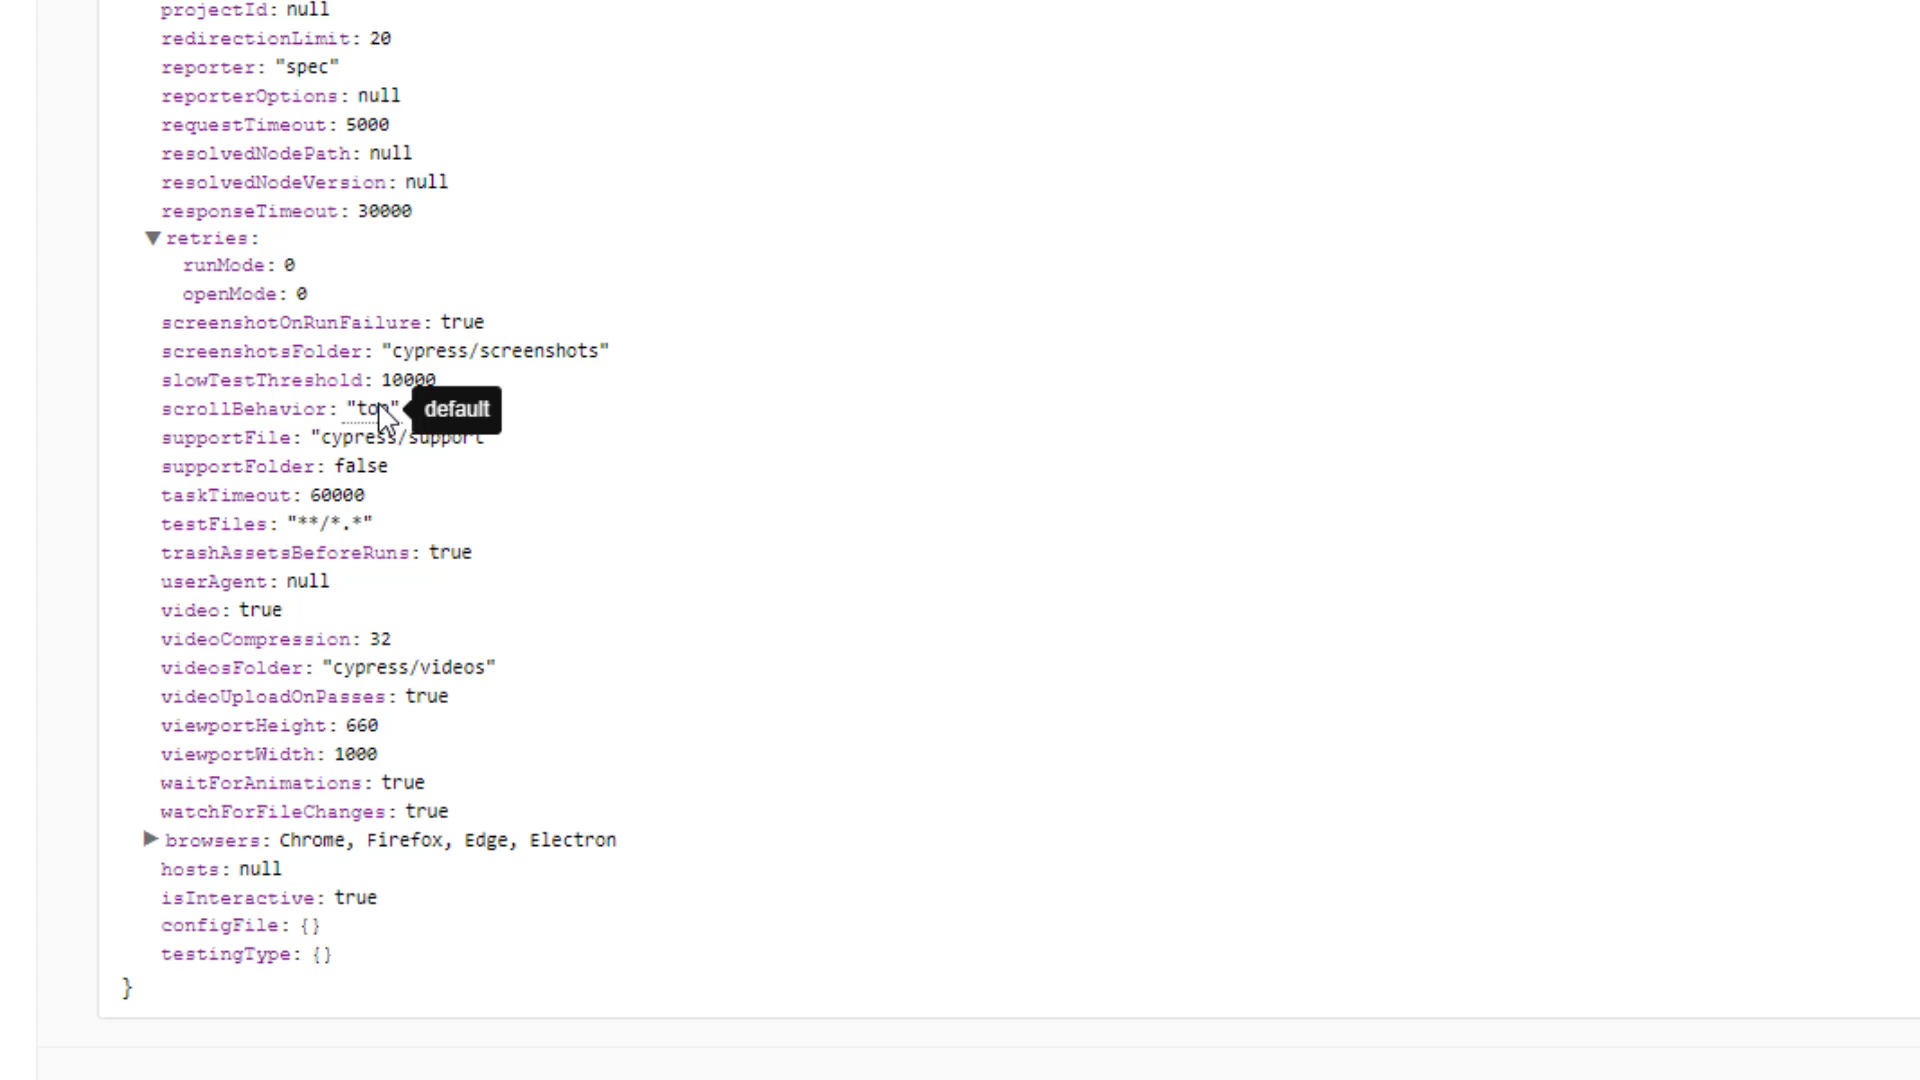 projectId: null
redirectionLimit: 20
reporter: "spec"
reporterOptions: null
requestTimeout: 5000
resolvedNodePath: null
resolvedNodeVersion: null
responseTimeout: 30000
▼ retries:
runMode: 0
openMode: 0
screenshotOnRunFailure: true
screenshotsFolder: "cypress/screenshots"
slowTestThreshold: 10000
scrollBehavior: "top" default
supportFile: "cypress/support
supportFolder: false
taskTimeout: 60000
testFiles: "**/*.*"
trashAssetsBeforeRuns: true
userAgent: null
video: true
videoCompression: 32
videosFolder: "cypress/videos"
videoUploadOnPasses: true
viewportHeight: 660
viewportWidth: 1000
waitForAnimations: true
watchForFileChanges: true
▶ browsers: Chrome, Firefox, Edge, Electron
hosts: null
isInteractive: true
configFile: {}
testingType: {}
}